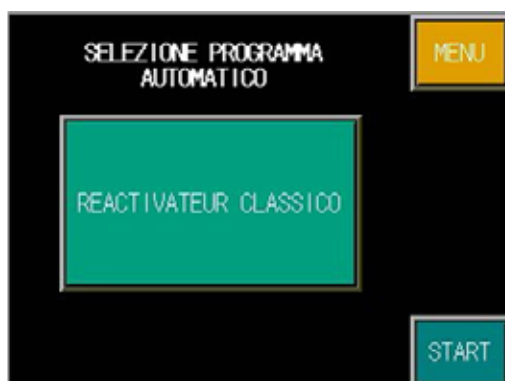 SELEZIONE PROGRAMMA
AUTOMATICO
MENU
REACTIVATEUR CLASSICO
START